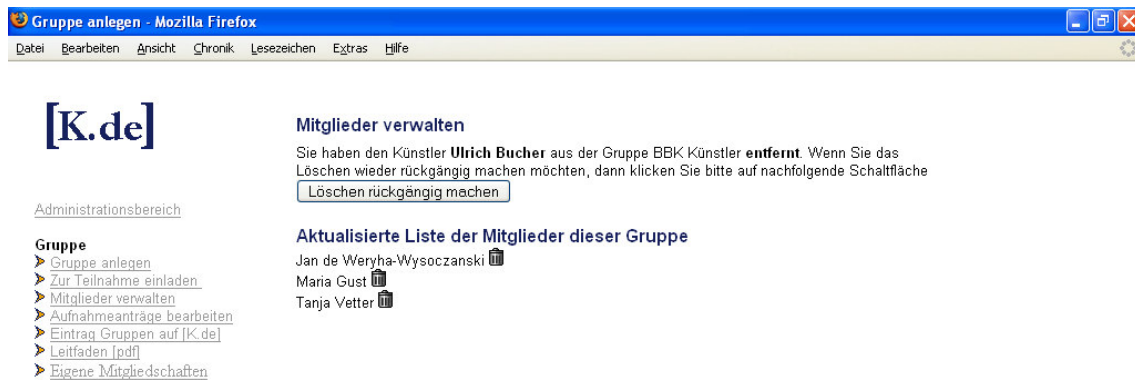 Gruppe anlegen - Mozilla Firefox
Datei Bearbeiten Ansicht Chronik Lesezeichen Extras Hilfe
[K.de]
Mitglieder verwalten
Sie haben den Künstler Ulrich Bucher aus der Gruppe BBK Künstler entfernt. Wenn Sie das
Löschen wieder rückgängig machen möchten, dann klicken Sie bitte auf nachfolgende Schaltfläche
Löschen rückgängig machen
Administrationsbereich
Aktualisierte Liste der Mitglieder dieser Gruppe
Jan de Weryha-Wysoczanski
Maria Gust
Tanja Vetter
Gruppe
Gruppe anlegen
Zur Teilnahme einladen
Mitglieder verwalten
Aufnahmeanträge bearbeiten
Eintrag Gruppen auf [K.de]
Leitfaden [pdf]
Eigene Mitgliedschaften